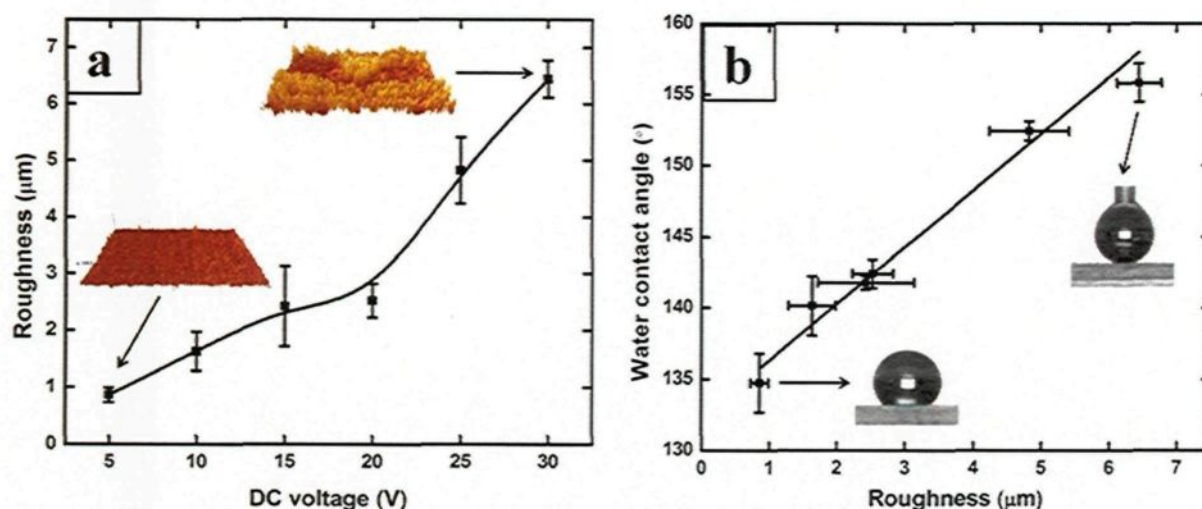 a
7
6
5
4
3
2
1
0
Roughness (μm)
5 10 15 20 25 30
DC voltage (V)
b
160
155
150
145
140
135
130
Water contact angle (°)
0 1 2 3 4 5 6 7
Roughness (μm)